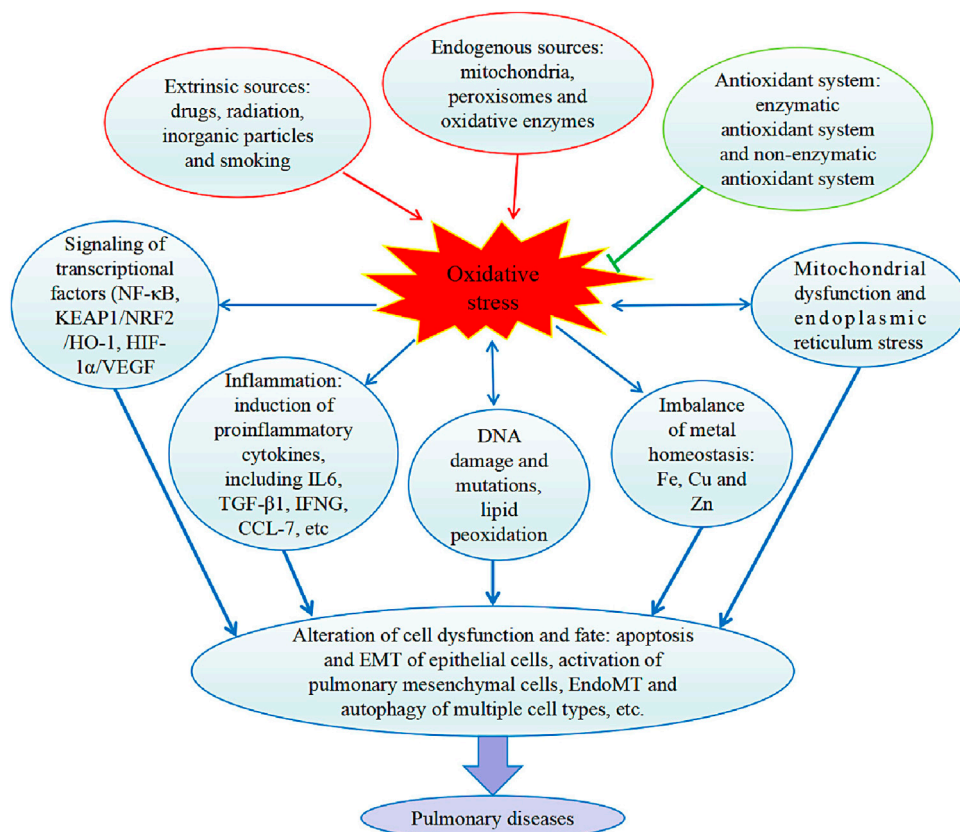 Extrinsic sources:
drugs, radiation,
inorganic particles
and smoking
Endogenous sources:
mitochondria,
peroxisomes and
oxidative enzymes
Antioxidant system:
enzymatic
antioxidant system
and non-enzymatic
antioxidant system
Oxidative
stress
Signaling of
transcriptional
factors (NF-κB,
KEAP1/NRF2
/HO-1, HIF-
1α/VEGF
Inflammation:
induction of
proinflammatory
cytokines,
including IL6,
TGF-β1, IFNG,
CCL-7, etc
DNA
damage and
mutations,
lipid
peoxidation
Imbalance
of metal
homeostasis:
Fe, Cu and
Zn
Mitochondrial
dysfunction and
endoplasmic
reticulum stress
Alteration of cell dysfunction and fate: apoptosis
and EMT of epithelial cells, activation of
pulmonary mesenchymal cells, EndoMT and
autophagy of multiple cell types, etc.
Pulmonary diseases